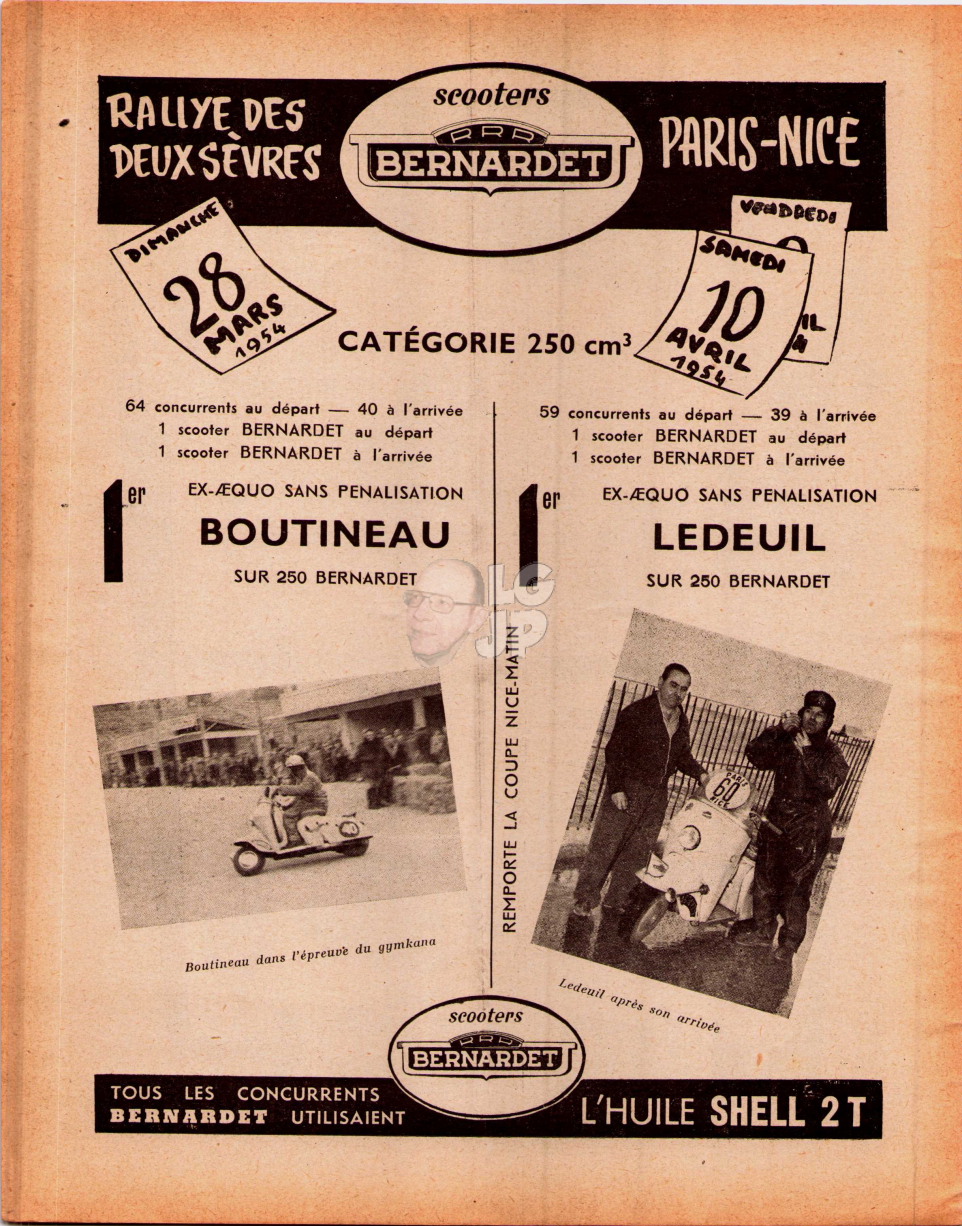 RALLYE DES
DEUX SÈVRES
scooters
BERNARDET
PARIS-NICE
DIMANCHE
28
MARS
1954
VENDREDI
SAMEDI
10
AVRIL
1954
CATÉGORIE 250 cm³
64 concurrents au départ — 40 à l'arrivée
1 scooter BERNARDET au départ
1 scooter BERNARDET à l'arrivée
1er
EX-ÆQUO SANS PENALISATION
BOUTINEAU
SUR 250 BERNARDET
59 concurrents au départ — 39 à l'arrivée
1 scooter BERNARDET au départ
1 scooter BERNARDET à l'arrivée
1er
EX-ÆQUO SANS PENALISATION
LEDEUIL
SUR 250 BERNARDET
LG
JP
REMPORTE LA COUPE NICE-MATIN
PARIS
60
NICE
Boutineau dans l'épreuve du gymkana
Ledeuil après son arrivée
scooters
BERNARDET
TOUS LES CONCURRENTS
BERNARDET UTILISAIENT
L'HUILE SHELL 2T